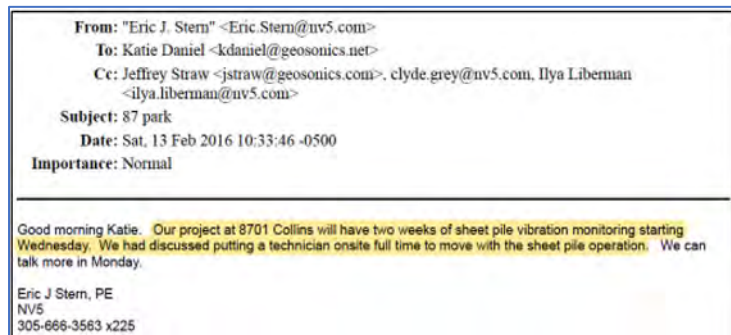 From: "Eric J. Stern" <Eric.Stern@nv5.com>
To: Katie Daniel <kdaniel@geosonics.net>
Cc: Jeffrey Straw <jstraw@geosonics.com>, clyde.grey@nv5.com, Ilya Liberman
<ilya.liberman@nv5.com>
Subject: 87 park
Date: Sat, 13 Feb 2016 10:33:46 -0500
Importance: Normal
Good morning Katie. Our project at 8701 Collins will have two weeks of sheet pile vibration monitoring starting
Wednesday. We had discussed putting a technician onsite full time to move with the sheet pile operation. We can
talk more in Monday.
Eric J Stern, PE
NV5
305-666-3563 x225